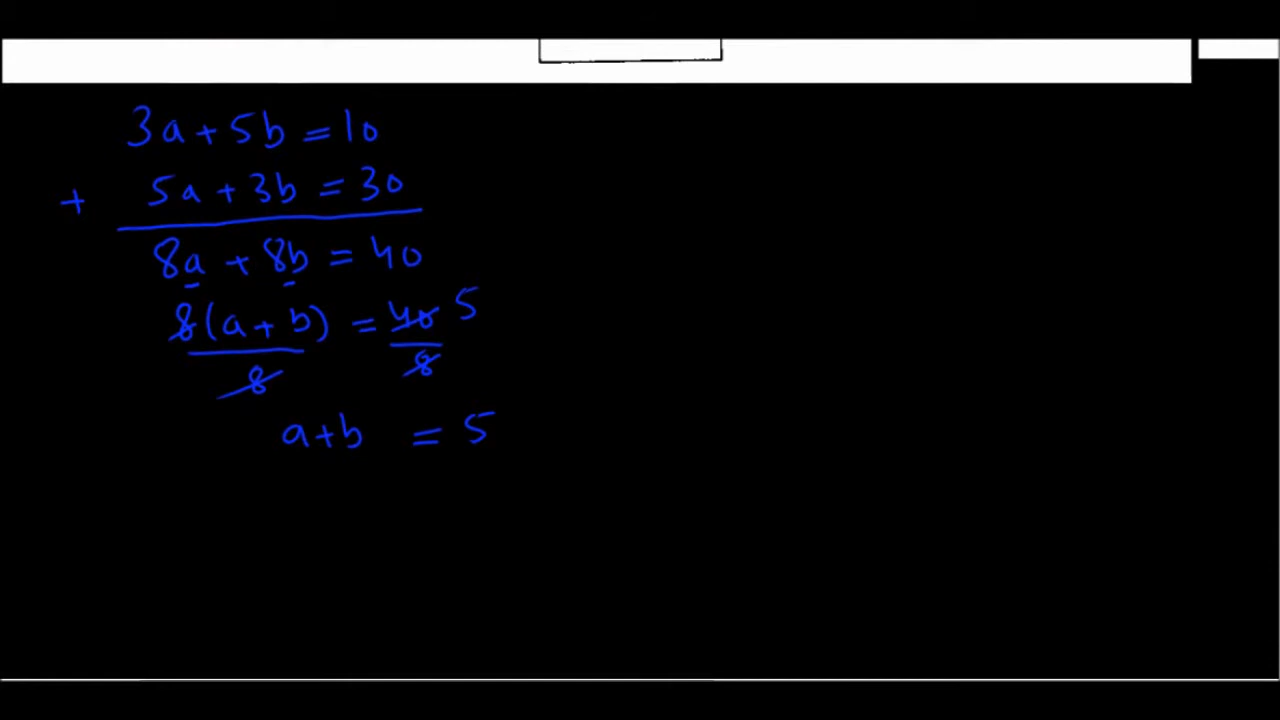 3a + 5b = 10
+ 5a + 3b = 30
8a + 8b = 40
8(a + b) = 40 5
8 8
a + b = 5